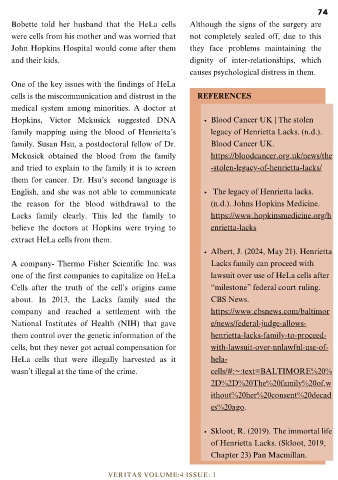 74
Bobette told her husband that the HeLa cells
were cells from his mother and was worried that
John Hopkins Hospital would come after them
and their kids.
One of the key issues with the findings of HeLa
cells is the miscommunication and distrust in the
medical system among minorities. A doctor at
Hopkins, Victor Mckusick suggested DNA
family mapping using the blood of Henrietta's
family. Susan Hsu, a postdoctoral fellow of Dr.
Mckusick obtained the blood from the family
and tried to explain to the family it is to screen
them for cancer. Dr. Hsu's second language is
English, and she was not able to communicate
the reason for the blood withdrawal to the
Lacks family clearly. This led the family to
believe the doctors at Hopkins were trying to
extract HeLa cells from them.
A company- Thermo Fisher Scientific Inc. was
one of the first companies to capitalize on HeLa
Cells after the truth of the cell's origins came
about. In 2013, the Lacks family sued the
company and reached a settlement with the
National Institutes of Health (NIH) that gave
them control over the genetic information of the
cells, but they never got actual compensation for
HeLa cells that were illegally harvested as it
wasn't illegal at the time of the crime.
Although the signs of the surgery are
not completely sealed off, due to this
they face problems maintaining the
dignity of inter-relationships, which
causes psychological distress in them.
REFERENCES
• Blood Cancer UK | The stolen
legacy of Henrietta Lacks. (n.d.).
Blood Cancer UK.
https://bloodcancer.org.uk/news/the
-stolen-legacy-of-henrietta-lacks/
• The legacy of Henrietta lacks.
(n.d.). Johns Hopkins Medicine.
https://www.hopkinsmedicine.org/h
enrietta-lacks
• Albert, J. (2024, May 21). Henrietta
Lacks family can proceed with
lawsuit over use of HeLa cells after
"milestone" federal court ruling.
CBS News.
https://www.cbsnews.com/baltimor
e/news/federal-judge-allows-
henrietta-lacks-family-to-proceed-
with-lawsuit-over-unlawful-use-of-
hela-
cells/#:~:text=BALTIMORE%20%
2D%2D%20The%20family%20of,w
ithout%20her%20consent%20decad
es%20ago.
• Skloot, R. (2019). The immortal life
of Henrietta Lacks. (Skloot, 2019,
Chapter 23) Pan Macmillan.
VERITAS VOLUME:4 ISSUE: 1